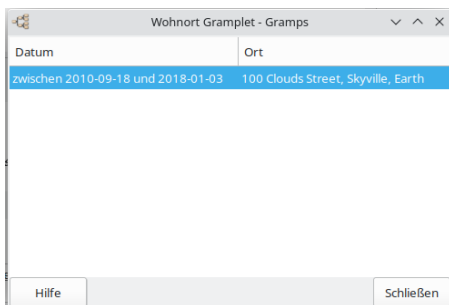 Wohnort Gramplet - Gramps
Datum Ort
zwischen 2010-09-18 und 2018-01-03 100 Clouds Street, Skyville, Earth
Hilfe Schließen